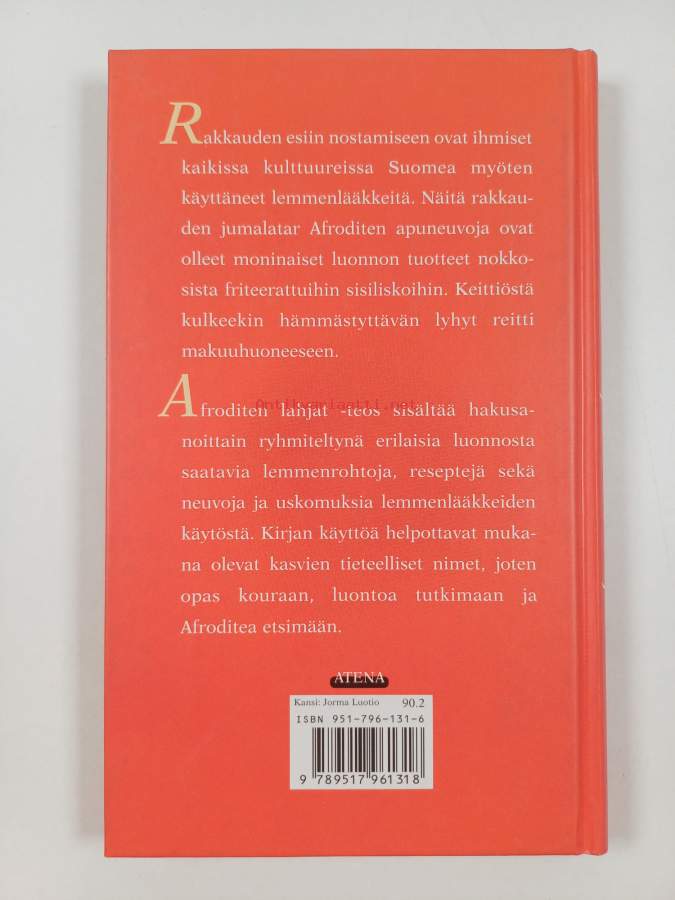 Rakkauden esiin nostamiseen ovat ihmiset
kaikissa kulttuureissa Suomea myöten
käyttäneet lemmenlääkkeitä. Näitä rakkau-
den jumalatar Afroditen apuneuvoja ovat
olleet moninaiset luonnon tuotteet nokko-
sista friteerattuihin sisiliskoihin. Keittiöstä
kulkeekin hämmästyttävän lyhyt reitti
makuuhuoneeseen.
Antikvariaatti.net
Afroditen lahjat -teos sisältää hakusa-
noittain ryhmiteltynä erilaisia luonnosta
saatavia lemmenrohtoja, reseptejä sekä
neuvoja ja uskomuksia lemmenlääkkeiden
käytöstä. Kirjan käyttöä helpottavat muka-
na olevat kasvien tieteelliset nimet, joten
opas kouraan, luontoa tutkimaan ja
Afroditea etsimään.
ATENA
Kansi: Jorma Luotio 90.2
ISBN 951-796-131-6
9 789517 961318